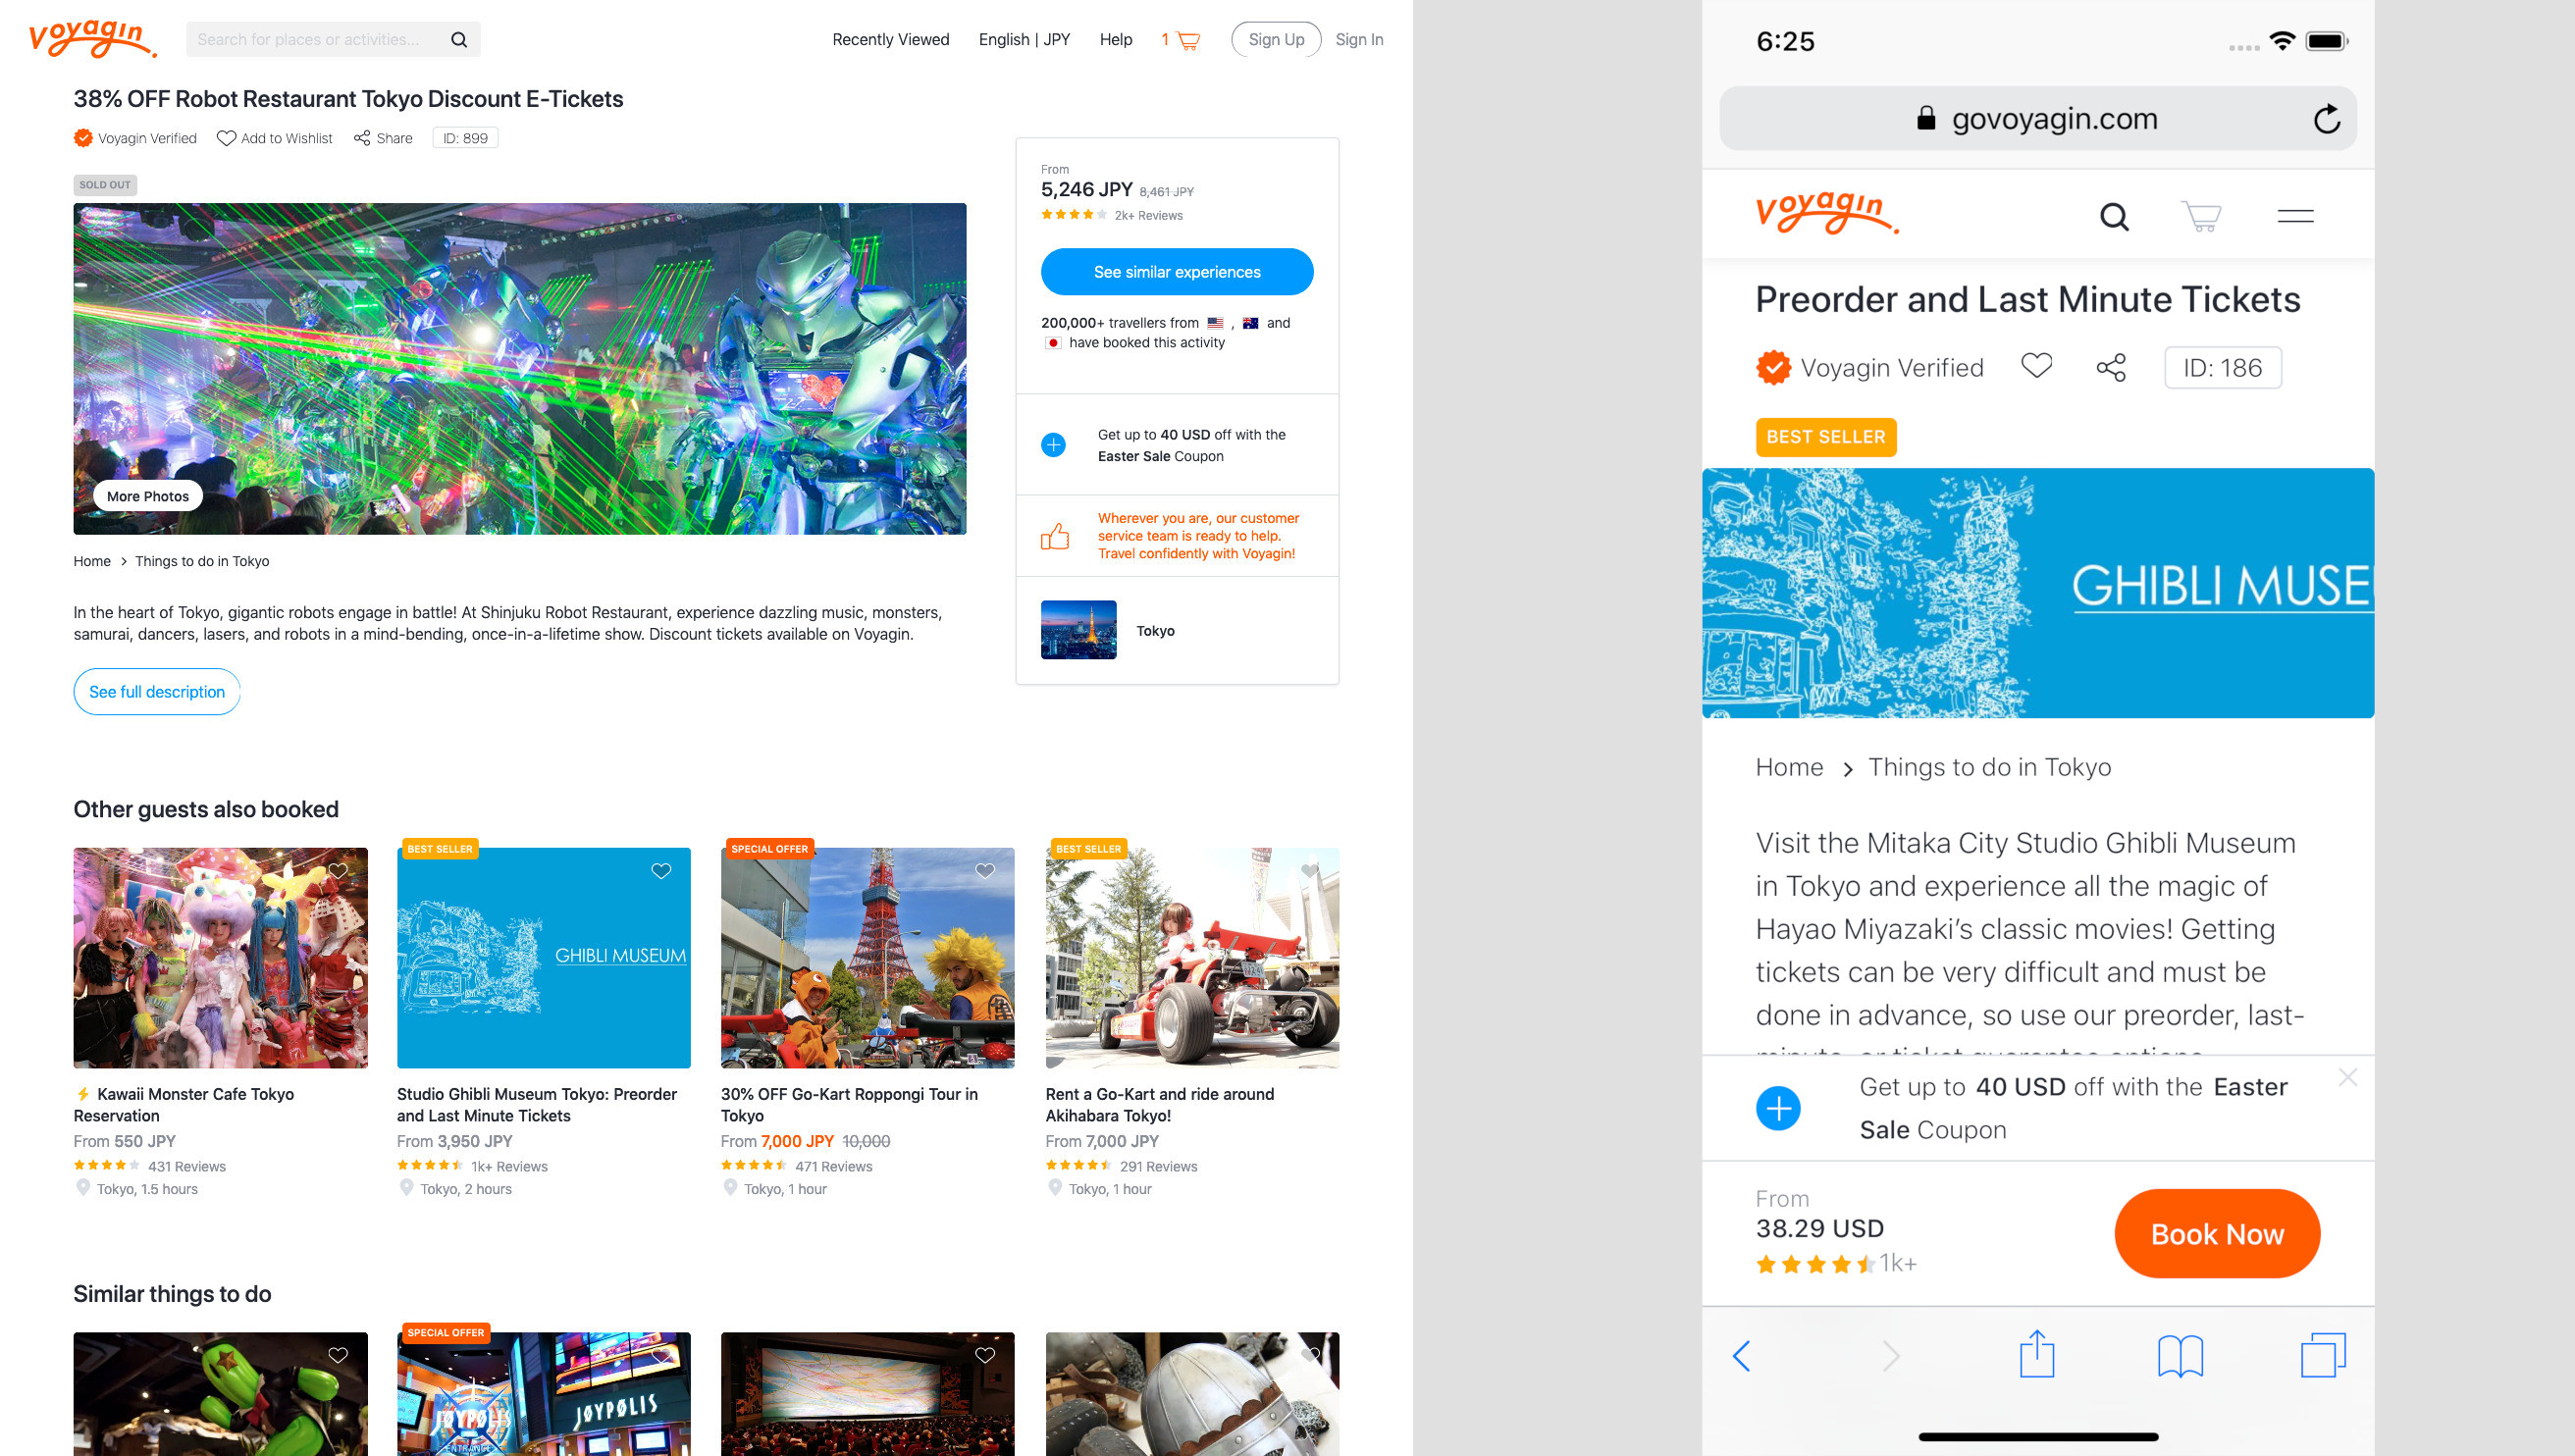 Voyagin
Search for places or activities...
Recently Viewed
English | JPY
Help
1
Sign Up
Sign In
38% OFF Robot Restaurant Tokyo Discount E-Tickets
Voyagin Verified
Add to Wishlist
Share
ID: 899
SOLD OUT
More Photos
Home > Things to do in Tokyo
In the heart of Tokyo, gigantic robots engage in battle! At Shinjuku Robot Restaurant, experience dazzling music, monsters,
samurai, dancers, lasers, and robots in a mind-bending, once-in-a-lifetime show. Discount tickets available on Voyagin.
See full description
From
5,246 JPY 8,461 JPY
2k+ Reviews
See similar experiences
200,000+ travellers from , and
have booked this activity
Get up to 40 USD off with the
Easter Sale Coupon
Wherever you are, our customer
service team is ready to help.
Travel confidently with Voyagin!
Tokyo
Other guests also booked
Kawaii Monster Cafe Tokyo
Reservation
From 550 JPY
431 Reviews
Tokyo, 1.5 hours
BEST SELLER
GHIBLI MUSEUM
Studio Ghibli Museum Tokyo: Preorder
and Last Minute Tickets
From 3,950 JPY
1k+ Reviews
Tokyo, 2 hours
SPECIAL OFFER
30% OFF Go-Kart Roppongi Tour in
Tokyo
From 7,000 JPY 10,000
471 Reviews
Tokyo, 1 hour
BEST SELLER
Rent a Go-Kart and ride around
Akihabara Tokyo!
From 7,000 JPY
291 Reviews
Tokyo, 1 hour
Similar things to do
SPECIAL OFFER
JOYPOLIS
ENTRANCE
JOYPOLIS
6:25
govoyagin.com
Voyagin
Preorder and Last Minute Tickets
Voyagin Verified
ID: 186
BEST SELLER
GHIBLI MUSE
Home > Things to do in Tokyo
Visit the Mitaka City Studio Ghibli Museum
in Tokyo and experience all the magic of
Hayao Miyazaki’s classic movies! Getting
tickets can be very difficult and must be
done in advance, so use our preorder, last-
minute, or ticket guarantee options
Get up to 40 USD off with the Easter
Sale Coupon
From
38.29 USD
1k+
Book Now